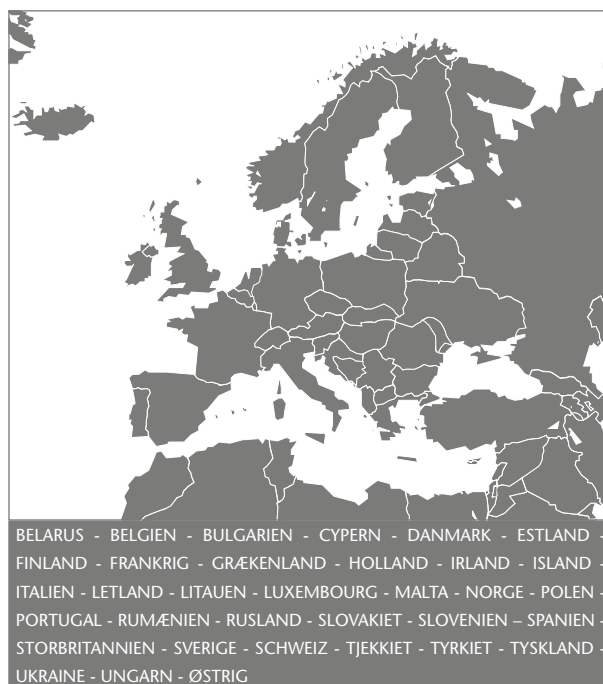 BELARUS - BELGIEN - BULGARIEN - CYPERN - DANMARK - ESTLAND -
FINLAND - FRANKRIG - GRÆKENLAND - HOLLAND - IRLAND - ISLAND -
ITALIEN - LETLAND - LITAUEN - LUXEMBOURG - MALTA - NORGE - POLEN -
PORTUGAL - RUMÆNIEN - RUSLAND - SLOVAKIET - SLOVENIEN – SPANIEN -
STORBRITANNIEN - SVERIGE - SCHWEIZ - TJEKKIET - TYRKIET - TYSKLAND -
UKRAINE - UNGARN - ØSTRIG